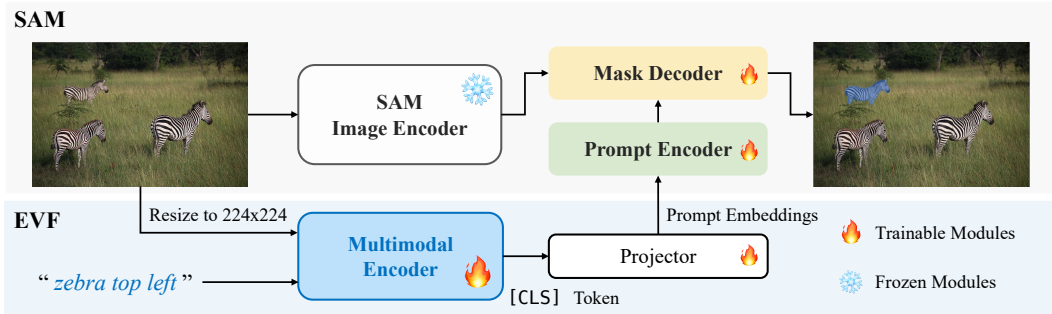 SAM
SAM
Image Encoder
Mask Decoder
Prompt Encoder
EVF
Resize to 224x224
Prompt Embeddings
Multimodal
Encoder
Projector
Trainable Modules
“ zebra top left ”
Frozen Modules
[CLS] Token